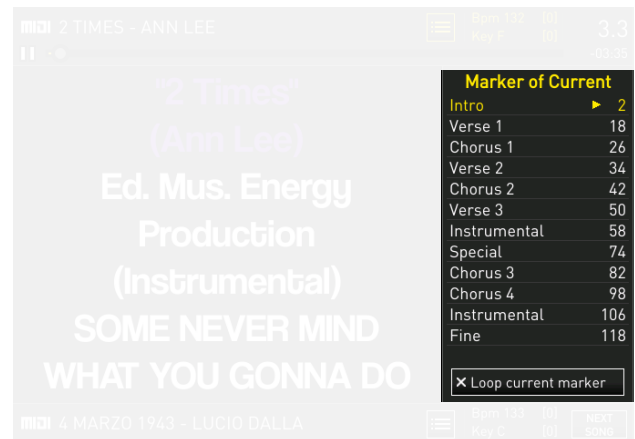 MIDI 2 TIMES - ANN LEE
Bpm 132 [0]
Key F [0]
3.3
-03:35
"2 Times"
(Ann Lee)
Ed. Mus. Energy
Production
(Instrumental)
SOME NEVER MIND
WHAT YOU GONNA DO
Marker of Current
Intro ► 2
Verse 1 18
Chorus 1 26
Verse 2 34
Chorus 2 42
Verse 3 50
Instrumental 58
Special 74
Chorus 3 82
Chorus 4 98
Instrumental 106
Fine 118
× Loop current marker
MIDI 4 MARZO 1943 - LUCIO DALLA
Bpm 133 [0]
Key C [0]
NEXT
SONG